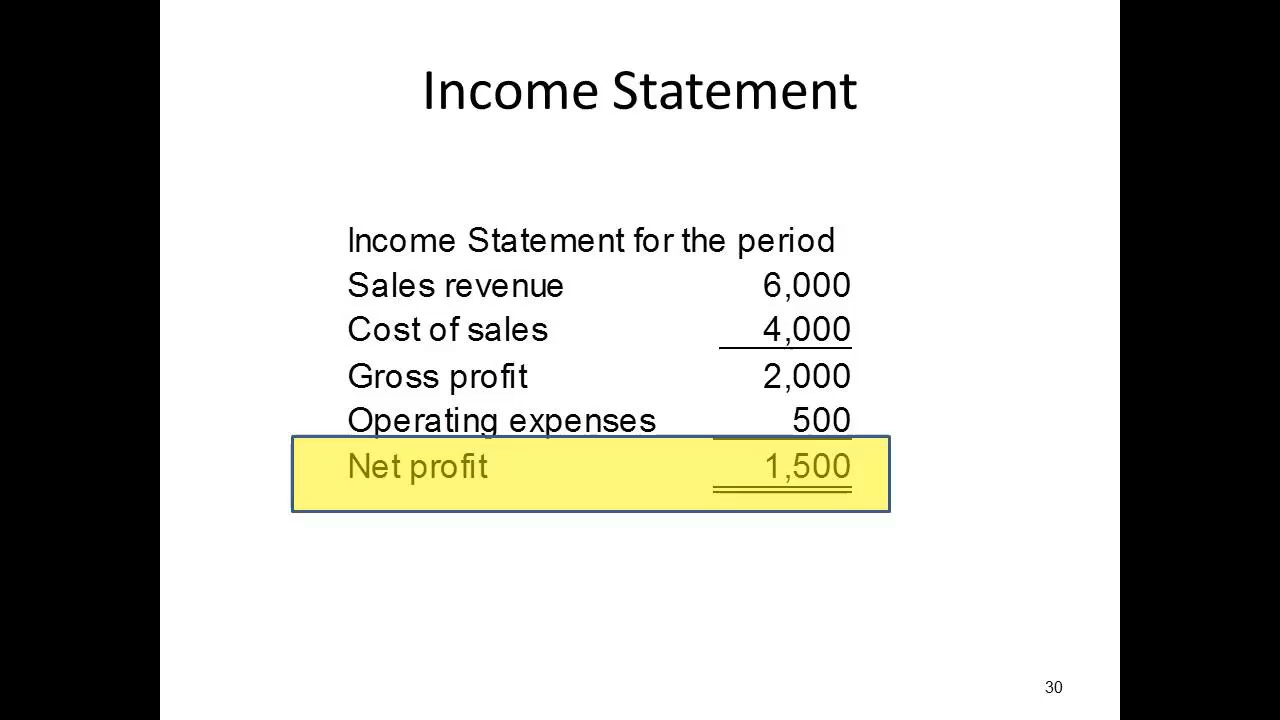 Income Statement
Income Statement for the period
Sales revenue 6,000
Cost of sales 4,000
Gross profit 2,000
Operating expenses 500
Net profit 1,500
30